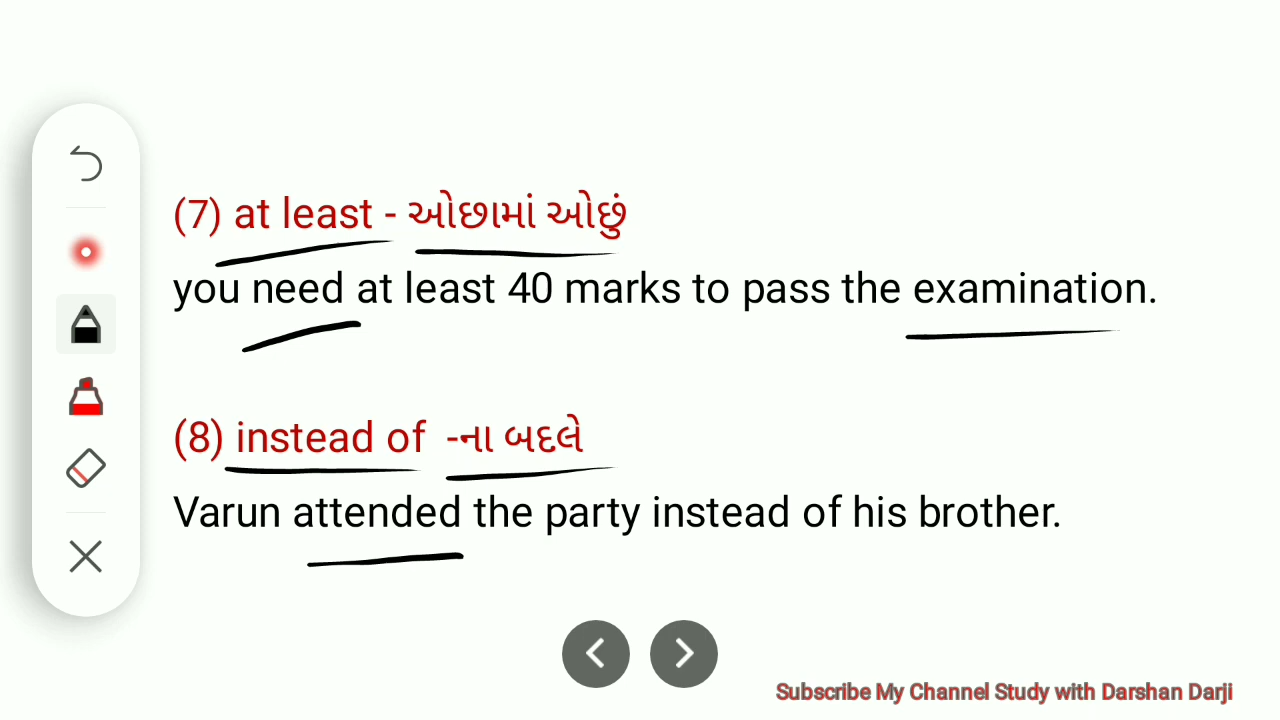 (7) at least - ઓછામાં ઓછું
you need at least 40 marks to pass the examination.
(8) instead of -ના બદલે
Varun attended the party instead of his brother.
Subscribe My Channel Study with Darshan Darji